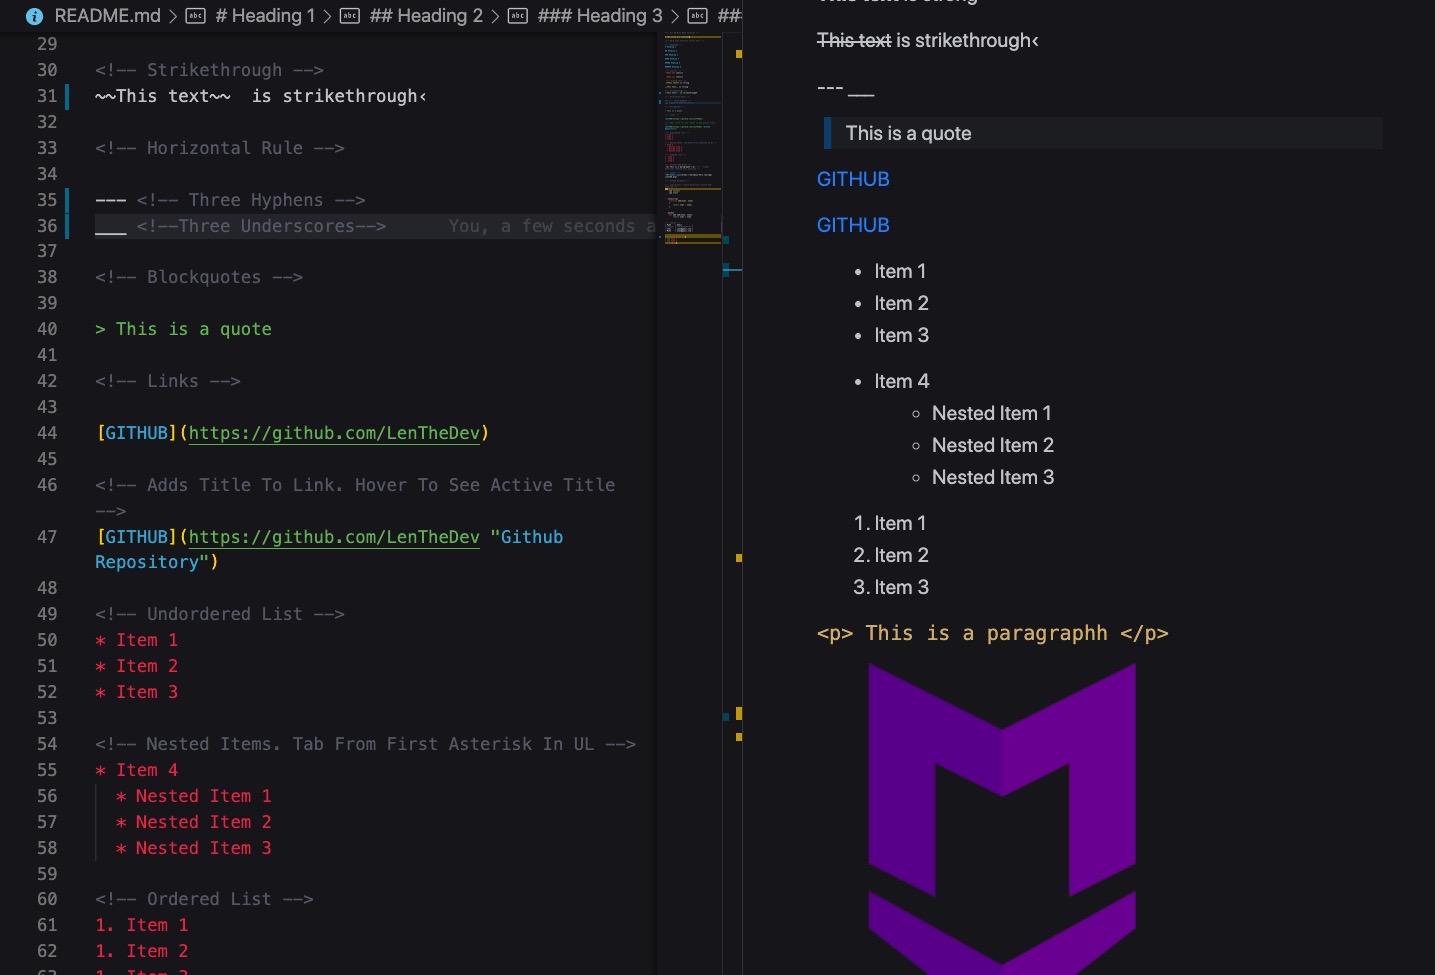 README.md > # Heading 1 > ## Heading 2 > ### Heading 3 > ##
29
30 <!-- Strikethrough -->
31 ~~This text~~  is strikethrough‹
32
33 <!-- Horizontal Rule -->
34
35 --- <!-- Three Hyphens -->
36 ___ <!--Three Underscores--> You, a few seconds a
37
38 <!-- Blockquotes -->
39
40 > This is a quote
41
42 <!-- Links -->
43
44 [GITHUB](https://github.com/LenTheDev)
45
46 <!-- Adds Title To Link. Hover To See Active Title
-->
47 [GITHUB](https://github.com/LenTheDev "Github
Repository")
48
49 <!-- Undordered List -->
50 * Item 1
51 * Item 2
52 * Item 3
53
54 <!-- Nested Items. Tab From First Asterisk In UL -->
55 * Item 4
56 * Nested Item 1
57 * Nested Item 2
58 * Nested Item 3
59
60 <!-- Ordered List -->
61 1. Item 1
62 1. Item 2
63 1. Item 3
This text is strong
This text is strikethrough‹
--- ___
This is a quote
GITHUB
GITHUB
• Item 1
• Item 2
• Item 3
• Item 4
◦ Nested Item 1
◦ Nested Item 2
◦ Nested Item 3
1. Item 1
2. Item 2
3. Item 3
<p> This is a paragraphh </p>